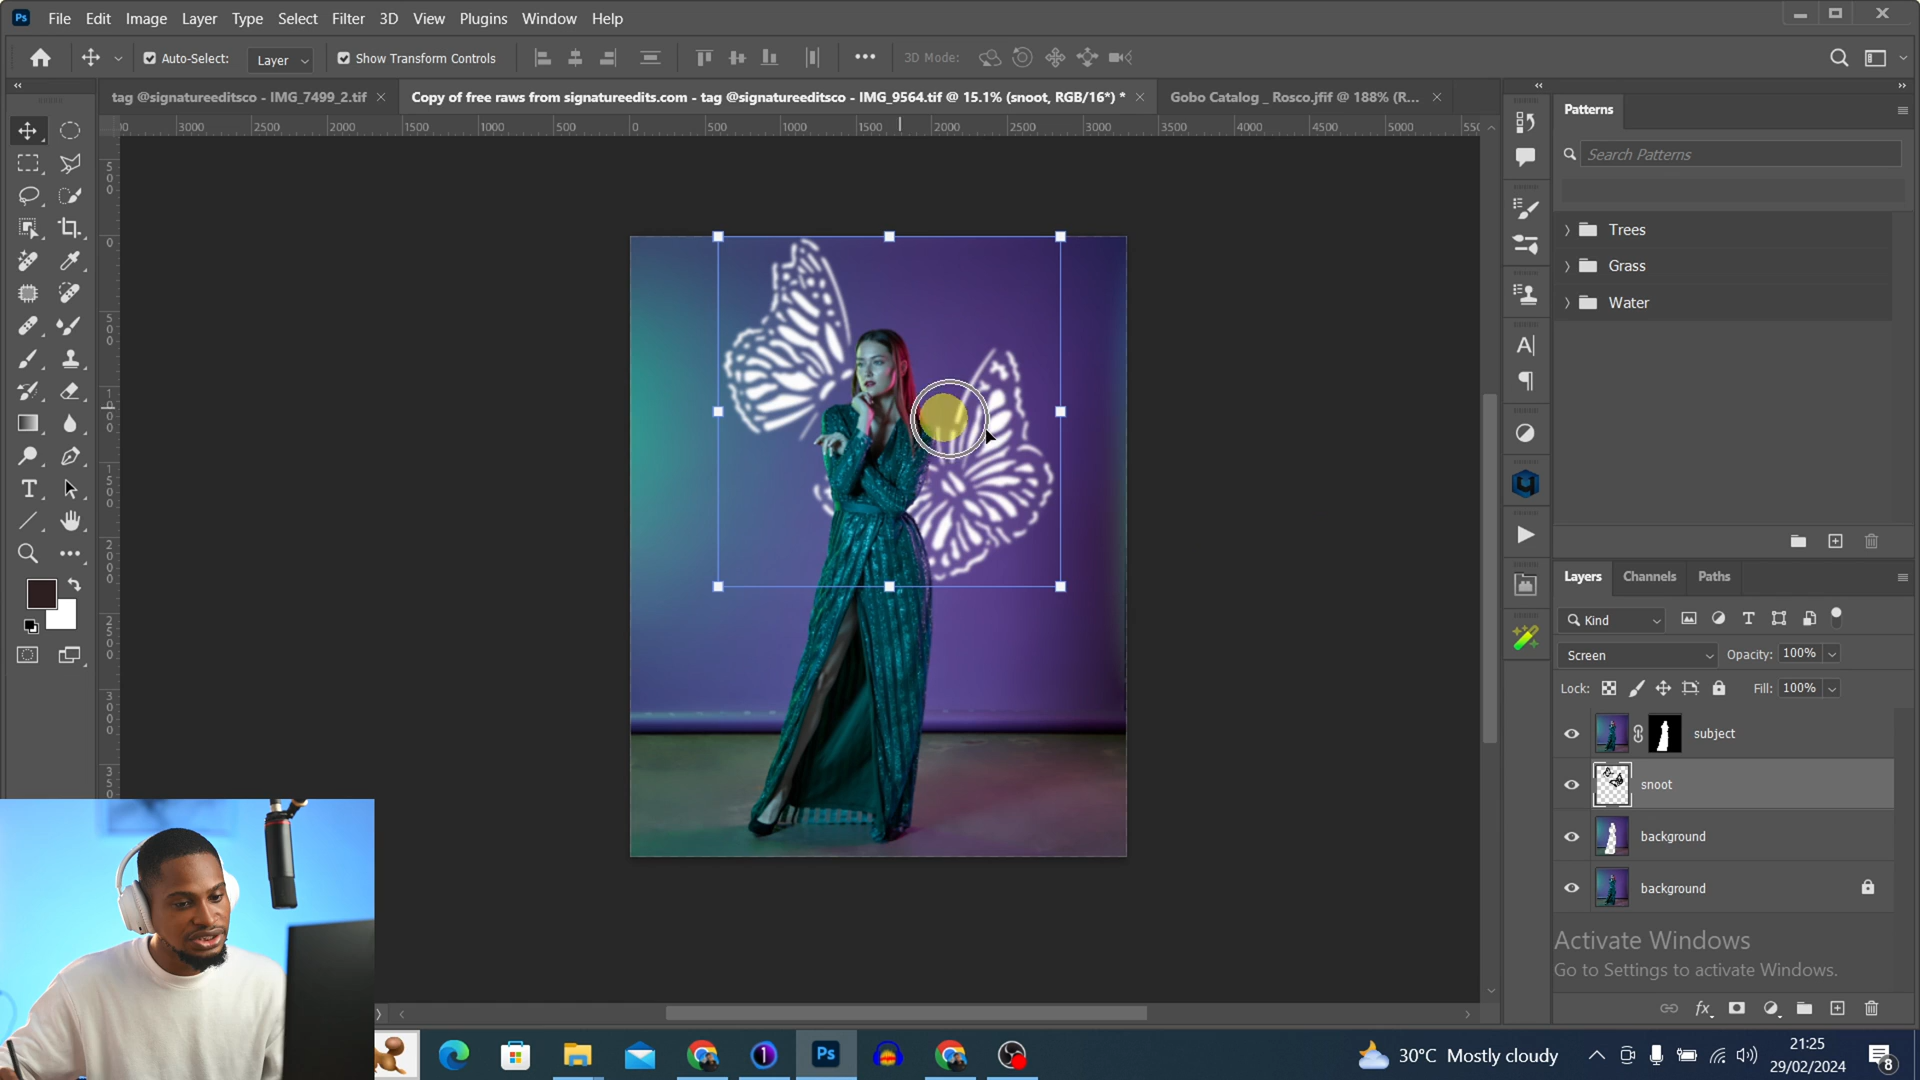 Ps File Edit Image Layer Type Select Filter 3D View Plugins Window Help
Auto-Select: Layer Show Transform Controls 3D Mode:
tag @signatureeditsco - IMG_7499_2.tif
Copy of free raws from signatureedits.com - tag @signatureeditsco - IMG_9564.tif @ 15.1% (snoot, RGB/16*) *
Gobo Catalog _ Rosco.jfif @ 188% (R...
3000 2500 2000 1500 1000 500 0 500 1000 1500 2000 2500 3000 3500 4000 4500 5000
Patterns
Search Patterns
Trees
Grass
Water
Layers Channels Paths
Kind
Screen Opacity: 100%
Lock: Fill: 100%
subject
snoot
background
background
Activate Windows
Go to Settings to activate Windows.
Ps
30°C Mostly cloudy
21:25
29/02/2024
8